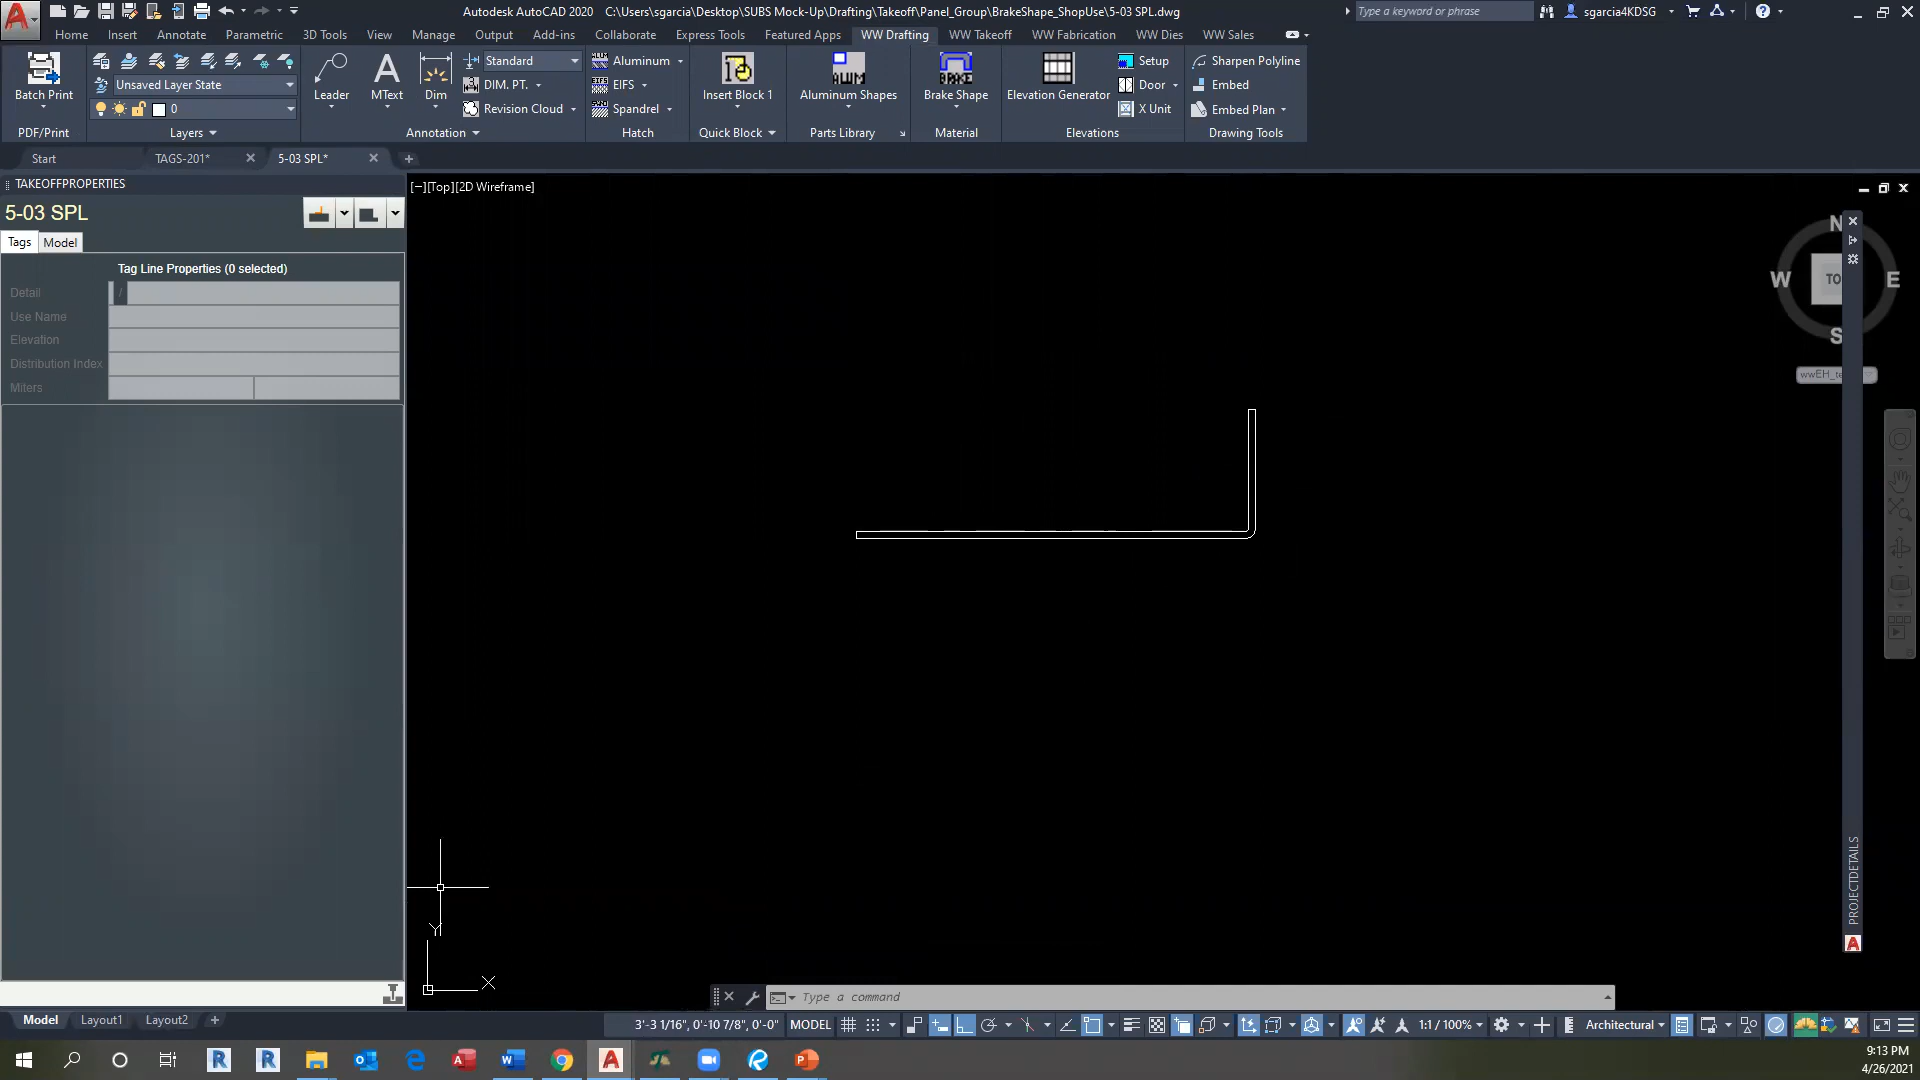 Autodesk AutoCAD 2020 C:\Users\sgarcia\Desktop\SUBS Mock-Up\Drafting\Takeoff\Panel_Group\BrakeShape_ShopUse\5-03 SPL.dwg
Type a keyword or phrase
sgarcia4KDSG
Home Insert Annotate Parametric 3D Tools View Manage Output Add-ins Collaborate Express Tools Featured Apps WW Drafting WW Takeoff WW Fabrication WW Dies WW Sales
Batch Print
PDF/Print
Unsaved Layer State
0
Layers
Leader
MText
Dim
Standard
DIM. PT.
Revision Cloud
Annotation
Aluminum
EIFS
Spandrel
Hatch
Insert Block 1
Quick Block
AWM
Aluminum Shapes
Parts Library
BRAKE
Brake Shape
Material
Elevation Generator
Setup
Door
X Unit
Elevations
Sharpen Polyline
Embed
Embed Plan
Drawing Tools
Start
TAGS-201*
5-03 SPL*
TAKEOFFPROPERTIES
5-03 SPL
Tags Model
Tag Line Properties (0 selected)
Detail /
Use Name
Elevation
Distribution Index
Miters
[−][Top][2D Wireframe]
N
W TO E
S
wwEH_te
PROJECTDETAILS
Y
X
Type a command
Model Layout1 Layout2
3'-3 1/16", 0'-10 7/8", 0'-0" MODEL
1:1 / 100%
Architectural
9:13 PM
4/26/2021